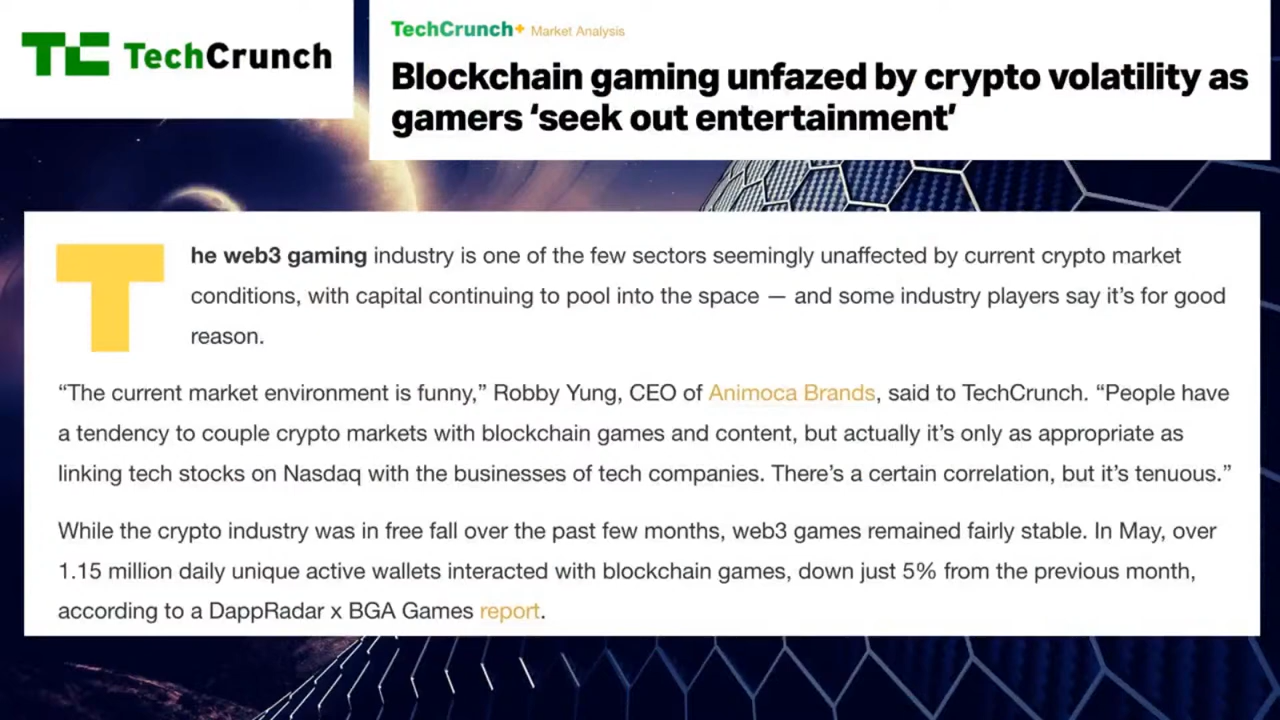 TC TechCrunch
TechCrunch+ Market Analysis
Blockchain gaming unfazed by crypto volatility as
gamers ‘seek out entertainment’
The web3 gaming industry is one of the few sectors seemingly unaffected by current crypto market
conditions, with capital continuing to pool into the space — and some industry players say it’s for good
reason.
“The current market environment is funny,” Robby Yung, CEO of Animoca Brands, said to TechCrunch. “People have
a tendency to couple crypto markets with blockchain games and content, but actually it’s only as appropriate as
linking tech stocks on Nasdaq with the businesses of tech companies. There’s a certain correlation, but it’s tenuous.”
While the crypto industry was in free fall over the past few months, web3 games remained fairly stable. In May, over
1.15 million daily unique active wallets interacted with blockchain games, down just 5% from the previous month,
according to a DappRadar x BGA Games report.